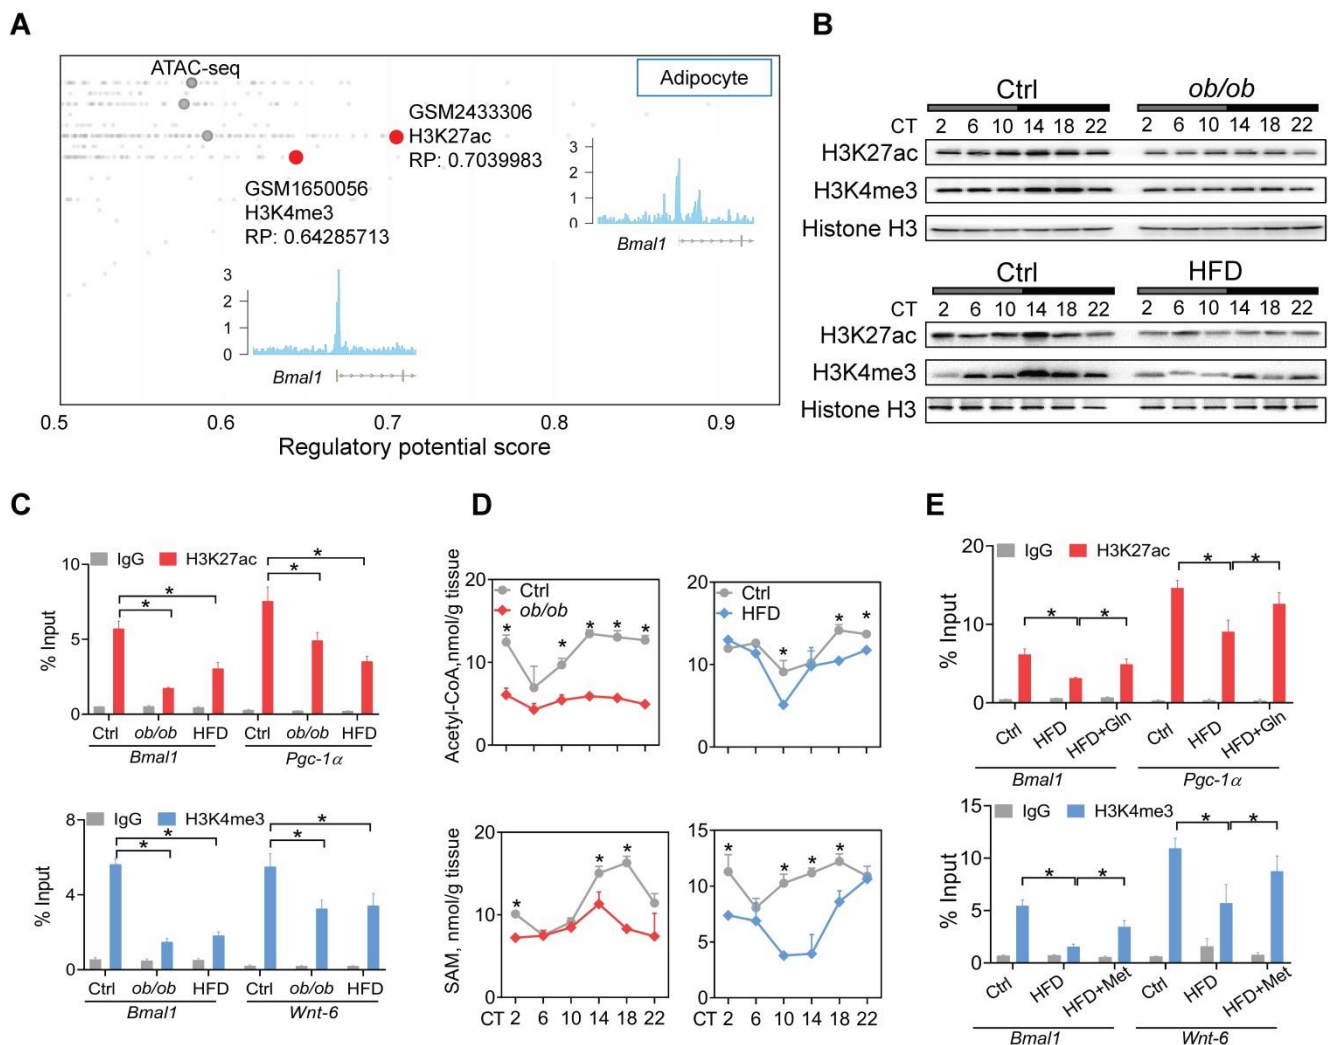 A
ATAC-seq
Adipocyte
GSM2433306
H3K27ac
RP: 0.7039983
3
2
1
0
Bmal1
GSM1650056
H3K4me3
RP: 0.64285713
3
2
1
0
Bmal1
0.5 0.6 0.7 0.8 0.9
Regulatory potential score
B
Ctrl ob/ob
CT 2 6 10 14 18 22 2 6 10 14 18 22
H3K27ac
H3K4me3
Histone H3
Ctrl HFD
CT 2 6 10 14 18 22 2 6 10 14 18 22
H3K27ac
H3K4me3
Histone H3
C
IgG H3K27ac
% Input
10
5
0
* * * *
Ctrl ob/ob HFD Ctrl ob/ob HFD
Bmal1 Pgc-1α
IgG H3K4me3
% Input
8
4
0
* * * *
Ctrl ob/ob HFD Ctrl ob/ob HFD
Bmal1 Wnt-6
D
Acetyl-CoA,nmol/g tissue
20
10
0
Ctrl
ob/ob
* * * * *
20
10
0
Ctrl
HFD
* * *
SAM, nmol/g tissue
20
10
0
* * *
CT 2 6 10 14 18 22
15
10
5
0
* * * *
2 6 10 14 18 22
E
IgG H3K27ac
% Input
20
10
0
* * * *
Ctrl HFD HFD+Gln Ctrl HFD HFD+Gln
Bmal1 Pgc-1α
IgG H3K4me3
% Input
15
10
5
0
* * * *
Ctrl HFD HFD+Met Ctrl HFD HFD+Met
Bmal1 Wnt-6